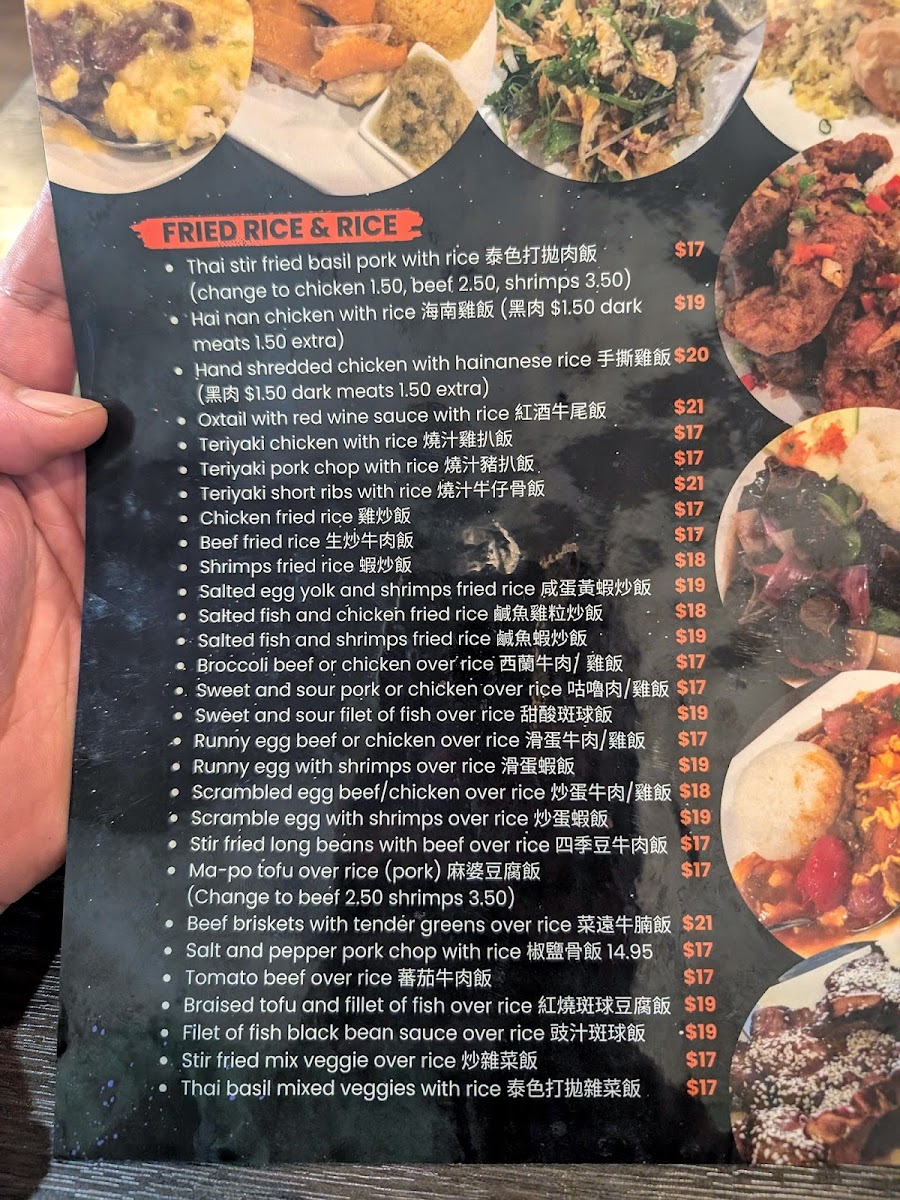 FRIED RICE & RICE
Thai stir fried basil pork with rice 泰色打拋肉飯 $17
(change to chicken 1.50, beef 2.50, shrimps 3.50)
Hai nan chicken with rice 海南雞飯 (黑肉 $1.50 dark $19
meats 1.50 extra)
Hand shredded chicken with hainanese rice 手撕雞飯 $20
(黑肉 $1.50 dark meats 1.50 extra)
Oxtail with red wine sauce with rice 紅酒牛尾飯 $21
Teriyaki chicken with rice 燒汁雞扒飯 $17
Teriyaki pork chop with rice 燒汁豬扒飯 $17
Teriyaki short ribs with rice 燒汁牛仔骨飯 $21
Chicken fried rice 雞炒飯 $17
Beef fried rice 生炒牛肉飯 $17
Shrimps fried rice 蝦炒飯 $18
Salted egg yolk and shrimps fried rice 咸蛋黃蝦炒飯 $19
Salted fish and chicken fried rice 鹹魚雞粒炒飯 $18
Salted fish and shrimps fried rice 鹹魚蝦炒飯 $19
Broccoli beef or chicken over rice 西蘭牛肉/ 雞飯 $17
Sweet and sour pork or chicken over rice 咕嚕肉/雞飯 $17
Sweet and sour filet of fish over rice 甜酸斑球飯 $19
Runny egg beef or chicken over rice 滑蛋牛肉/雞飯 $17
Runny egg with shrimps over rice 滑蛋蝦飯 $19
Scrambled egg beef/chicken over rice 炒蛋牛肉/雞飯 $18
Scramble egg with shrimps over rice 炒蛋蝦飯 $19
Stir fried long beans with beef over rice 四季豆牛肉飯 $17
Ma-po tofu over rice (pork) 麻婆豆腐飯 $17
(Change to beef 2.50 shrimps 3.50)
Beef briskets with tender greens over rice 菜遠牛腩飯 $21
Salt and pepper pork chop with rice 椒鹽骨飯 14.95 $17
Tomato beef over rice 蕃茄牛肉飯 $17
Braised tofu and fillet of fish over rice 紅燒斑球豆腐飯 $19
Filet of fish black bean sauce over rice 豉汁斑球飯 $19
Stir fried mix veggie over rice 炒雜菜飯 $17
Thai basil mixed veggies with rice 泰色打拋雜菜飯 $17